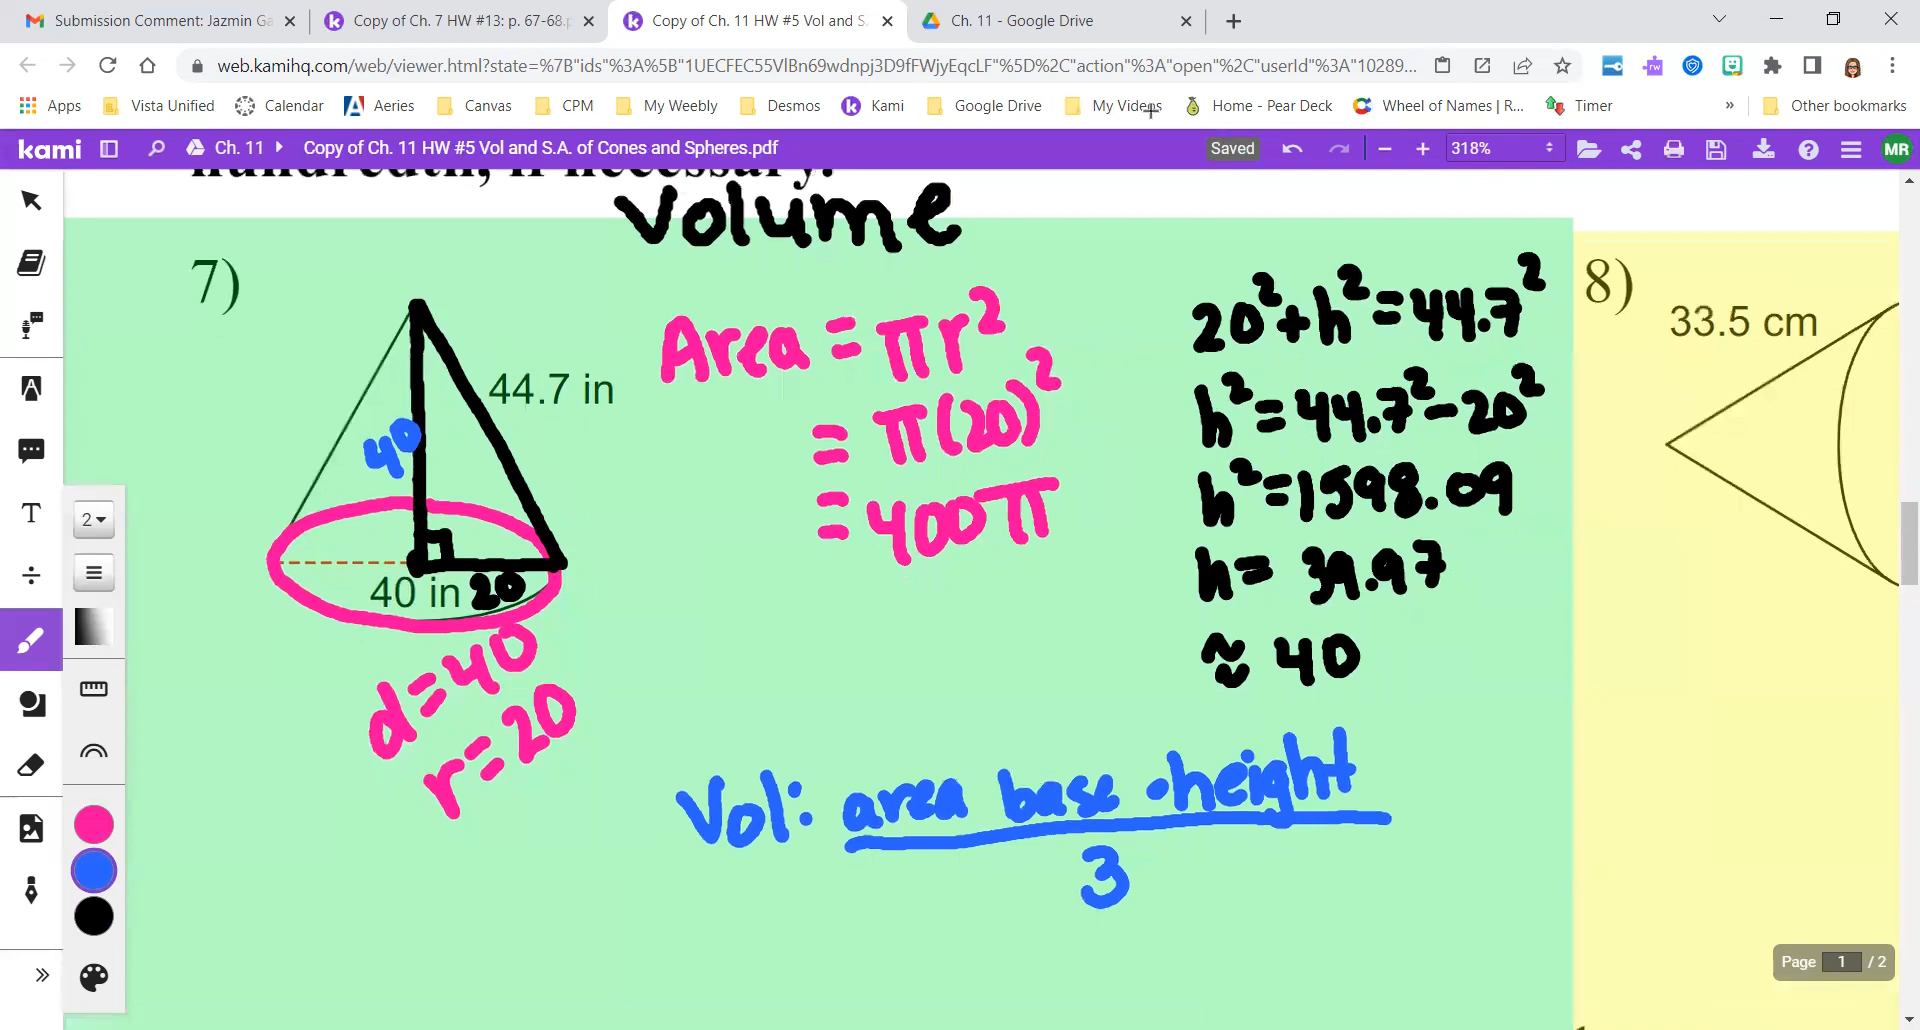 Submission Comment: Jazmin Ga
Copy of Ch. 7 HW #13: p. 67-68.p
Copy of Ch. 11 HW #5 Vol and S.
Ch. 11 - Google Drive
web.kamihq.com/web/viewer.html?state=%7B"ids"%3A%5B"1UECFEC55VlBn69wdnpj3D9fFWjyEqcLF"%5D%2C"action"%3A"open"%2C"userId"%3A"10289...
Apps
Vista Unified
Calendar
Aeries
Canvas
CPM
My Weebly
Desmos
Kami
Google Drive
My Videos
Home - Pear Deck
Wheel of Names | R...
Timer
»
Other bookmarks
kami
Ch. 11
Copy of Ch. 11 HW #5 Vol and S.A. of Cones and Spheres.pdf
Saved
318%
MR
hundredth, if necessary.
Volume
7)
44.7 in
40
40 in
20
d=40
r=20
Area = πr²
= π(20)²
= 400π
20²+h²=44.7²
h²=44.7²-20²
h²=1598.09
h= 39.97
≈ 40
Vol: area base · height
3
8)
33.5 cm
2
Page 1 / 2